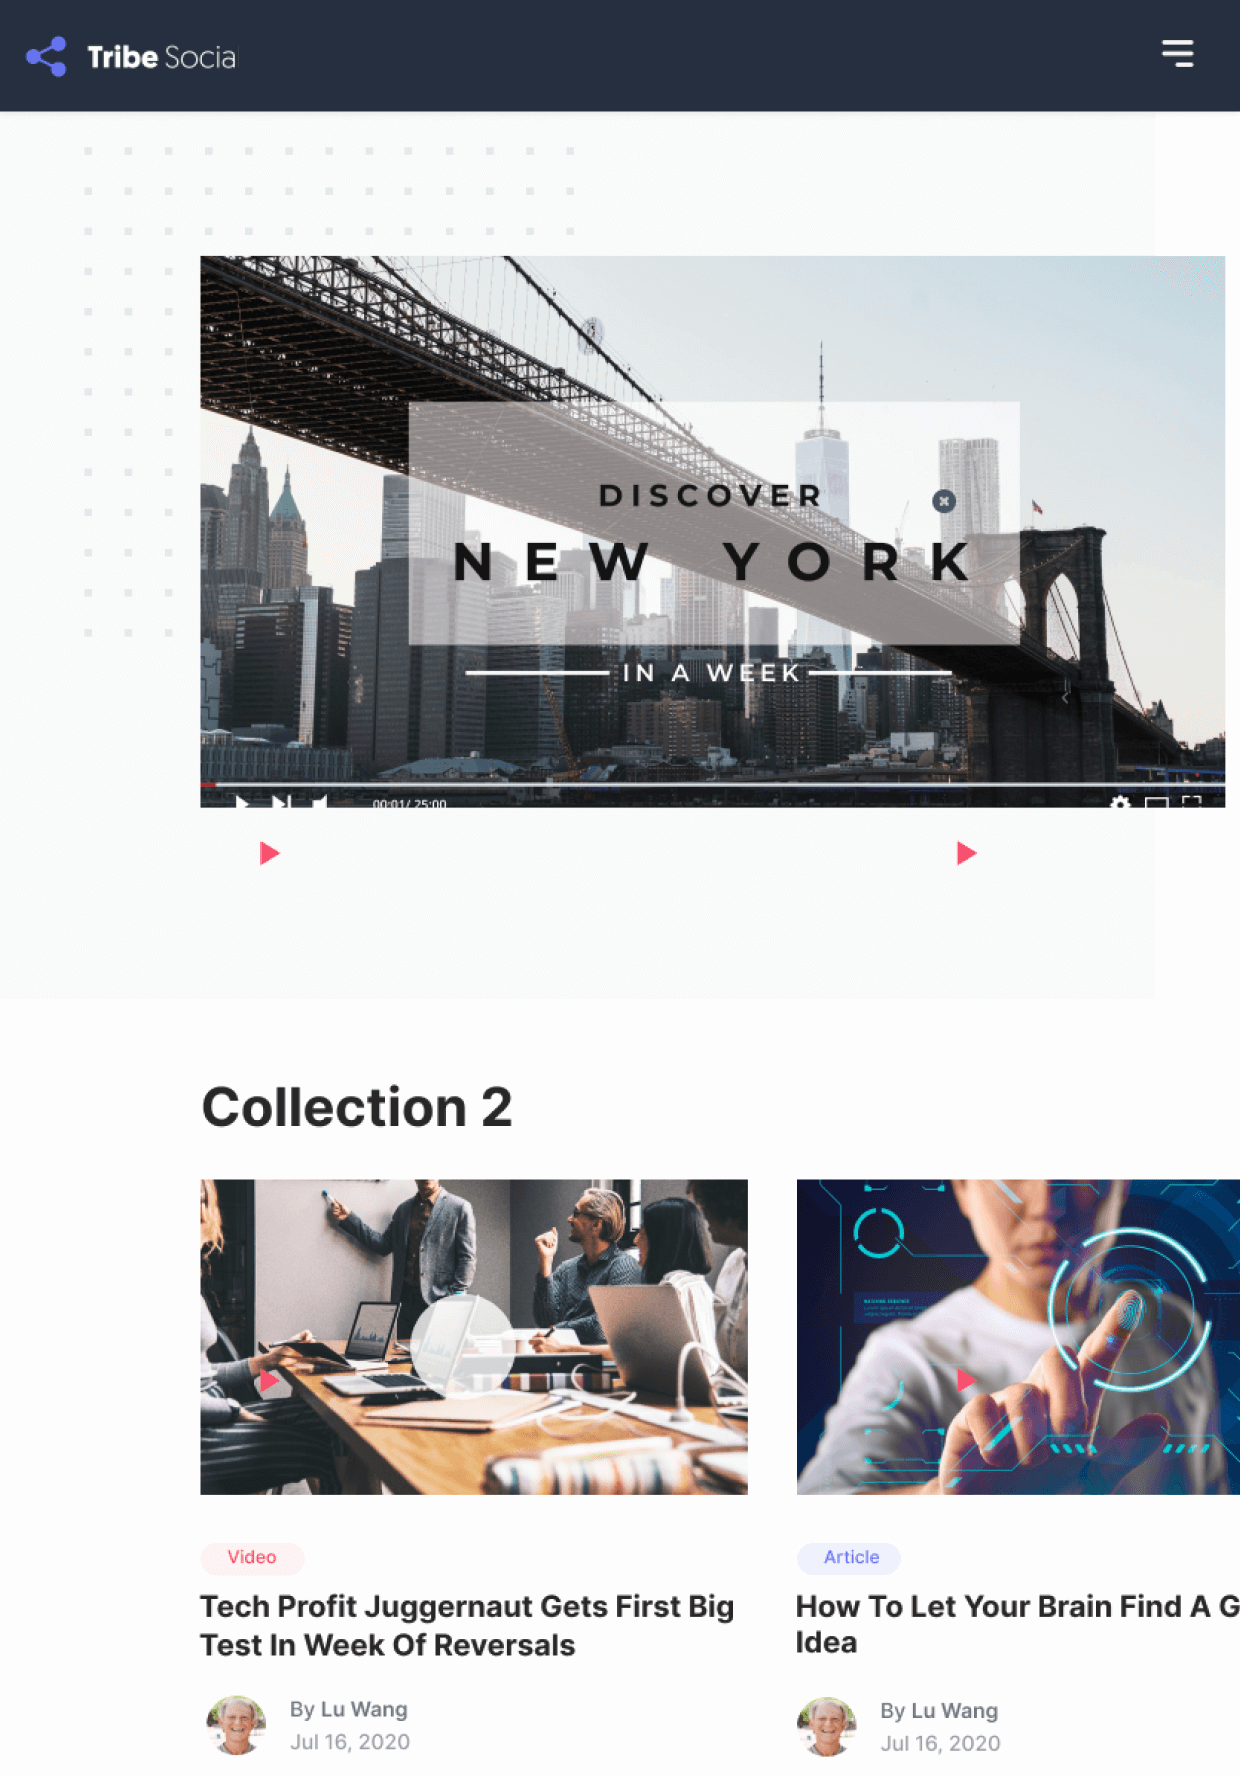 Tribe Socia
DISCOVER
NEW YORK
IN A WEEK
00:01/ 25:00
Collection 2
Video
Tech Profit Juggernaut Gets First Big
Test In Week Of Reversals
By Lu Wang
Jul 16, 2020
Article
How To Let Your Brain Find A G
Idea
By Lu Wang
Jul 16, 2020